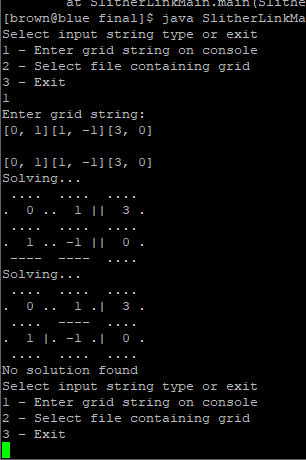 at SlitherLinkMain.main(Slithe
[brown@blue final]$ java SlitherLinkMa
Select input string type or exit
1 - Enter grid string on console
2 - Select file containing grid
3 - Exit
1
Enter grid string:
[0, 1][1, -1][3, 0]
[0, 1][1, -1][3, 0]
Solving...
 ....  ....  ....
.  0 ..  1 ||  3 .
 ....  ....  ....
.  1 .. -1 ||  0 .
 ----  ----  ....
Solving...
 ....  ....  ....
.  0 ..  1 .|  3 .
 ....  ----  ....
.  1 |. -1 .|  0 .
 ....  ....  ....
No solution found
Select input string type or exit
1 - Enter grid string on console
2 - Select file containing grid
3 - Exit